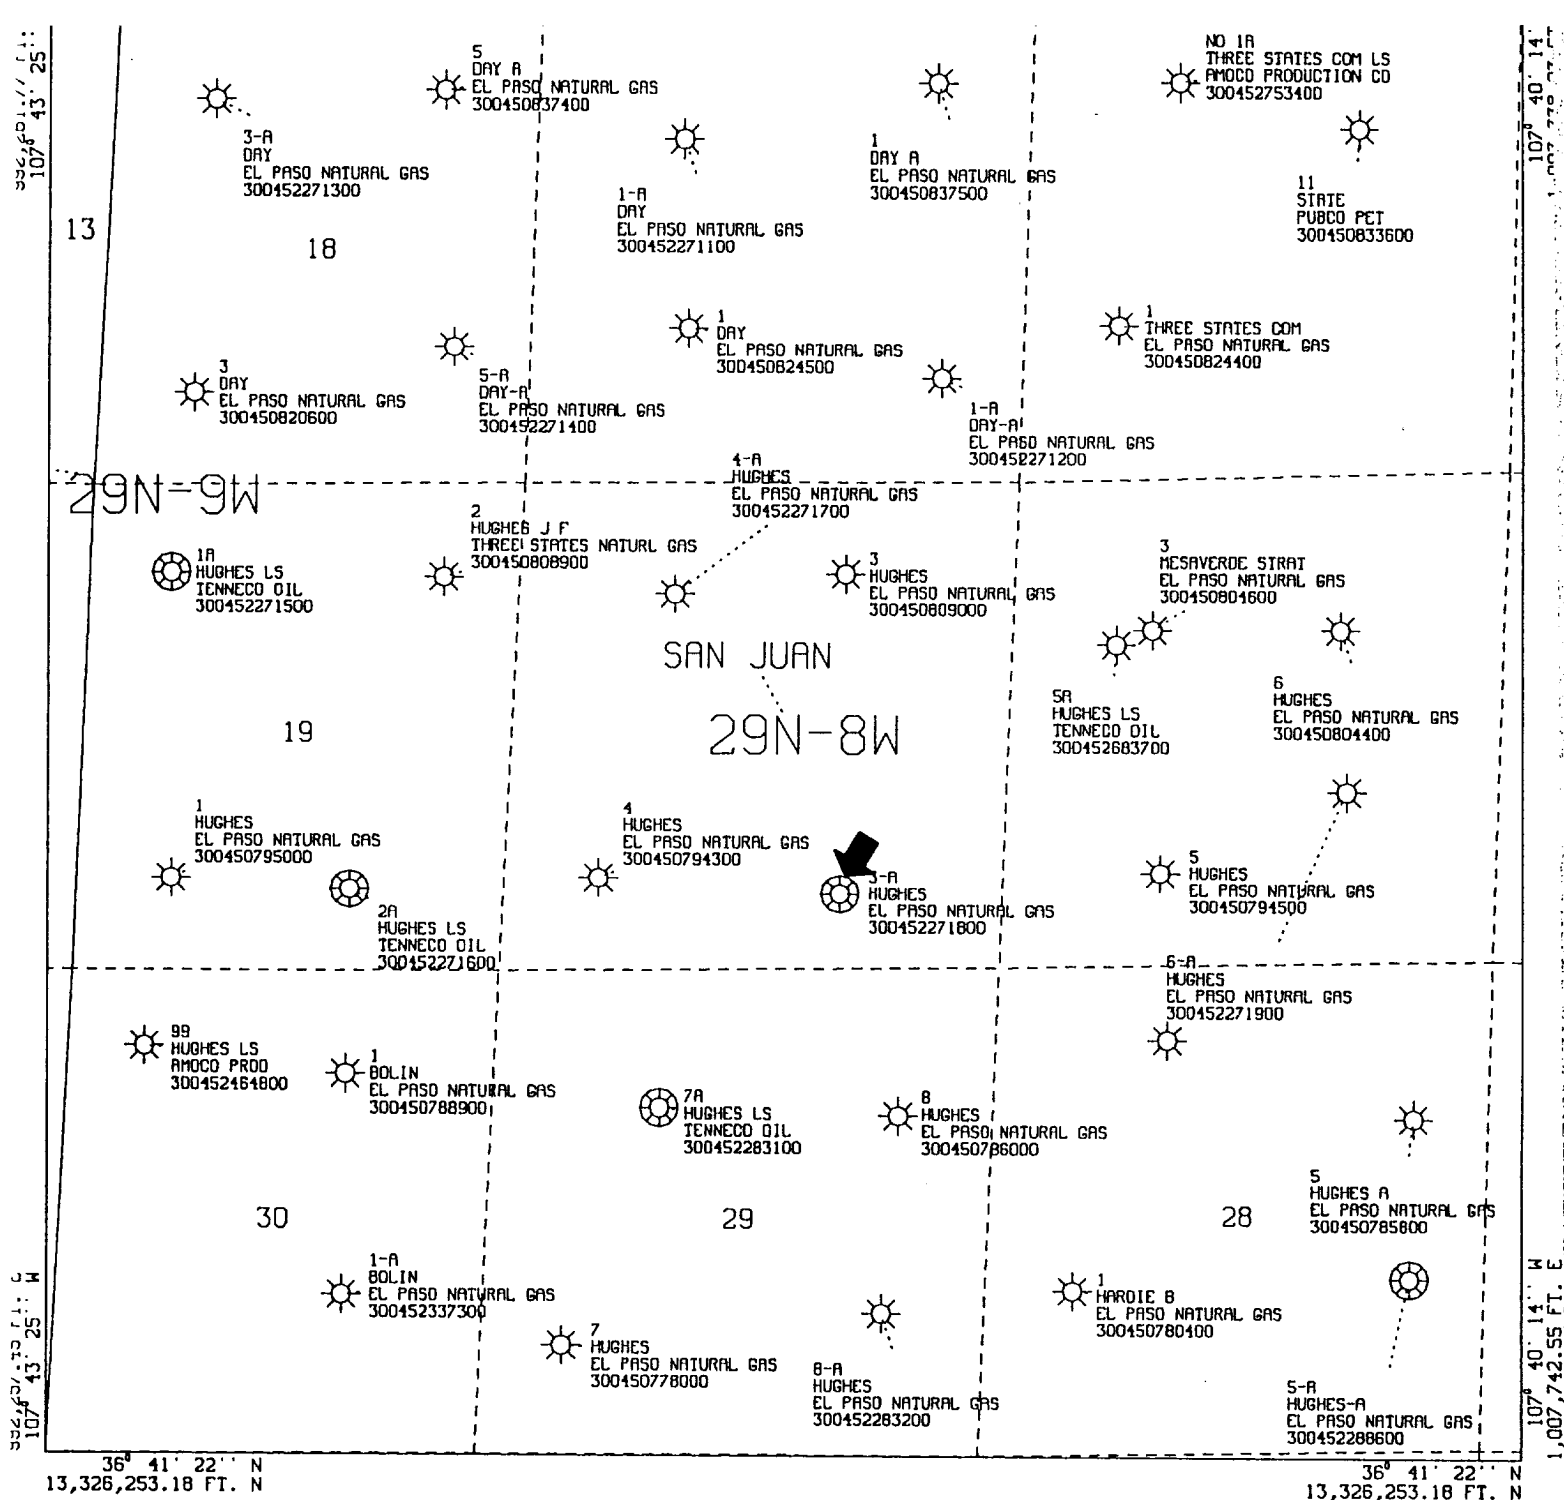 5
DAY A
EL PASO NATURAL GAS
300450837400
NO 1A
THREE STATES COM LS
AMOCO PRODUCTION CO
300452753400
3-A
DAY
EL PASO NATURAL GAS
300452271300
1-A
DAY
EL PASO NATURAL GAS
300452271100
1
DAY A
EL PASO NATURAL GAS
300450837500
11
STATE
PUBCO PET
300450833600
107° 43' 25''
107° 40' 14''
13
18
3
DAY
EL PASO NATURAL GAS
300450820600
5-A
DAY-A
EL PASO NATURAL GAS
300452271400
1
DAY
EL PASO NATURAL GAS
300450824500
1
THREE STATES COM
EL PASO NATURAL GAS
300450824400
1-A
DAY-A
EL PASO NATURAL GAS
300452271200
29N-9W
4-A
HUGHES
EL PASO NATURAL GAS
300452271700
2
HUGHES J F
THREE STATES NATURL GAS
300450808900
1A
HUGHES LS
TENNECO OIL
300452271500
3
HUGHES
EL PASO NATURAL GAS
300450809000
3
MESAVERDE STRAT
EL PASO NATURAL GAS
300450804600
SAN JUAN
29N-8W
19
5A
HUGHES LS
TENNECO OIL
300452683700
6
HUGHES
EL PASO NATURAL GAS
300450804400
1
HUGHES
EL PASO NATURAL GAS
300450795000
4
HUGHES
EL PASO NATURAL GAS
300450794300
3-A
HUGHES
EL PASO NATURAL GAS
300452271800
5
HUGHES
EL PASO NATURAL GAS
300450794500
2A
HUGHES LS
TENNECO OIL
300452271600
6-A
HUGHES
EL PASO NATURAL GAS
300452271900
99
HUGHES LS
AMOCO PROD
300452464800
1
BOLIN
EL PASO NATURAL GAS
300450788900
7A
HUGHES LS
TENNECO OIL
300452283100
8
HUGHES
EL PASO NATURAL GAS
300450786000
5
HUGHES A
EL PASO NATURAL GAS
300450785800
30
29
28
1-A
BOLIN
EL PASO NATURAL GAS
300452337300
7
HUGHES
EL PASO NATURAL GAS
300450778000
8-A
HUGHES
EL PASO NATURAL GAS
300452283200
1
HARDIE B
EL PASO NATURAL GAS
300450780400
5-A
HUGHES-A
EL PASO NATURAL GAS
300452288600
107° 43' 25'' W
107° 40' 14'' W
1,007,742.55 FT. E
36° 41' 22'' N
13,326,253.18 FT. N
36° 41' 22'' N
13,326,253.18 FT. N